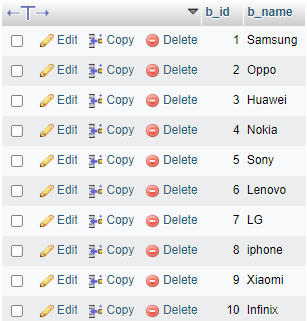 b_id b_name
Edit Copy Delete 1 Samsung
Edit Copy Delete 2 Oppo
Edit Copy Delete 3 Huawei
Edit Copy Delete 4 Nokia
Edit Copy Delete 5 Sony
Edit Copy Delete 6 Lenovo
Edit Copy Delete 7 LG
Edit Copy Delete 8 iphone
Edit Copy Delete 9 Xiaomi
Edit Copy Delete 10 Infinix